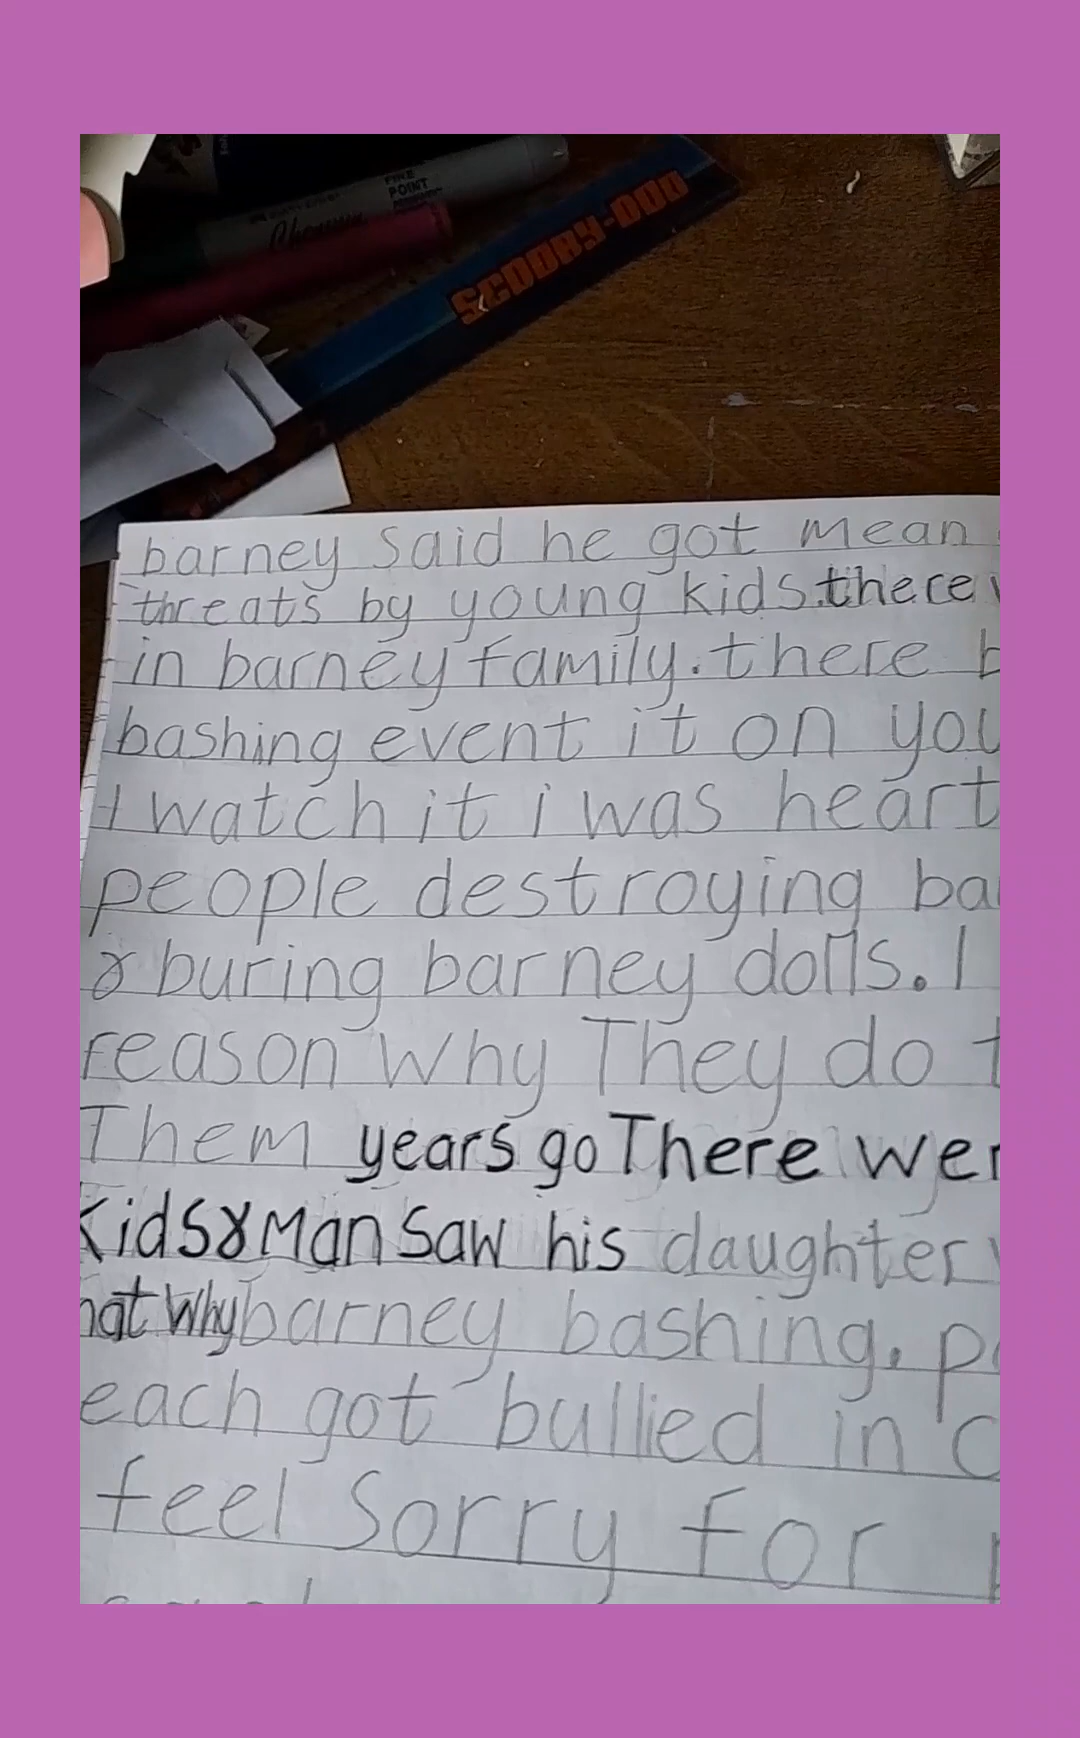 FINE
POINT
SCOOBY-DOO
barney said he got mean
threats by young kids.there
in barney family.there
bashing event it on you
I watch it i was heart
people destroying
& buring barney dolls. I
reason why They do
Them years go There wer
Kids & Man Saw his daughter
hat why barney bashing.
each got bullied in
feel sorry for